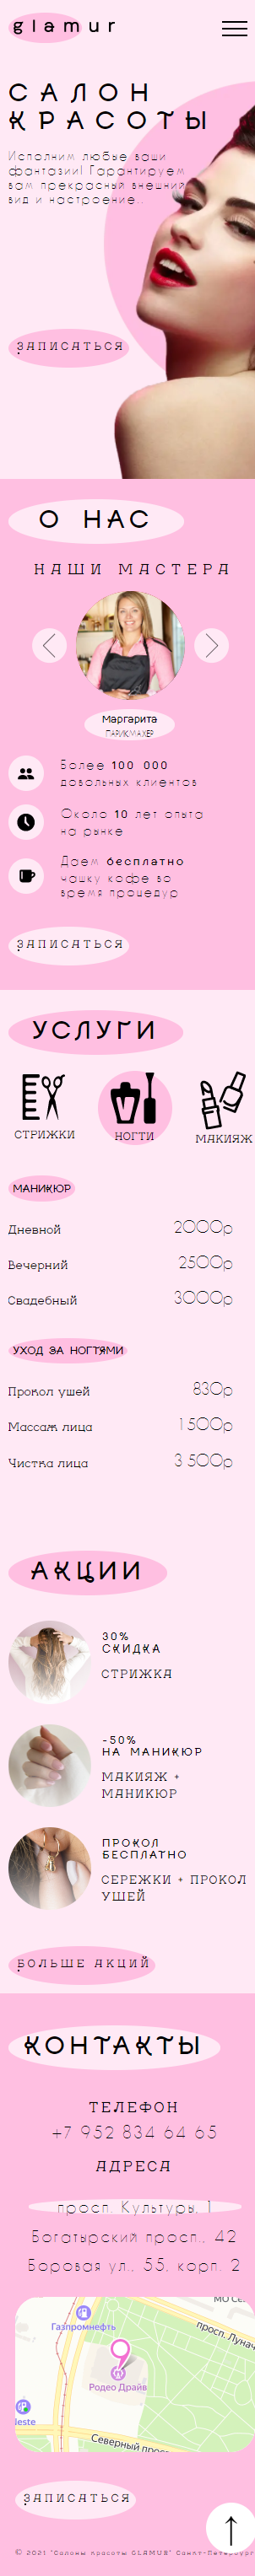 glamur
САЛОН
КРАСОТЫ
Исполним любые ваши
фантазии! Гарантируем
вам прекрасный внешний
вид и настроение..
ЗАПИСАТЬСЯ
О НАС
НАШИ МАСТЕРА
Маргарита
ПАРИКМАХЕР
Более 100 000
довольных клиентов
Около 10 лет опыта
на рынке
Даем бесплатно
чашку кофе во
время процедур
ЗАПИСАТЬСЯ
УСЛУГИ
СТРИЖКИ НОГТИ МАКИЯЖ
МАНИКЮР
Дневной 2000р
Вечерний 2500р
Свадебный 3000р
УХОД ЗА НОГТЯМИ
Прокол ушей 830р
Массаж лица 1 500р
Чистка лица 3 500р
АКЦИИ
30%
СКИДКА
СТРИЖКА
-50%
НА МАНИКЮР
МАКИЯЖ +
МАНИКЮР
ПРОКОЛ
БЕСПЛАТНО
СЕРЕЖКИ + ПРОКОЛ
УШЕЙ
БОЛЬШЕ АКЦИЙ
КОНТАКТЫ
ТЕЛЕФОН
+7 952 834 64 65
АДРЕСА
просп. Культуры, 1
Богатырский просп., 42
Боровая ул., 55, корп. 2
Газпромнефть
просп. Лунач
Родео Драйв
Neste
Северный прос
ЗАПИСАТЬСЯ
© 2021 "Салоны красоты GLAMUR" Санкт-Петербург